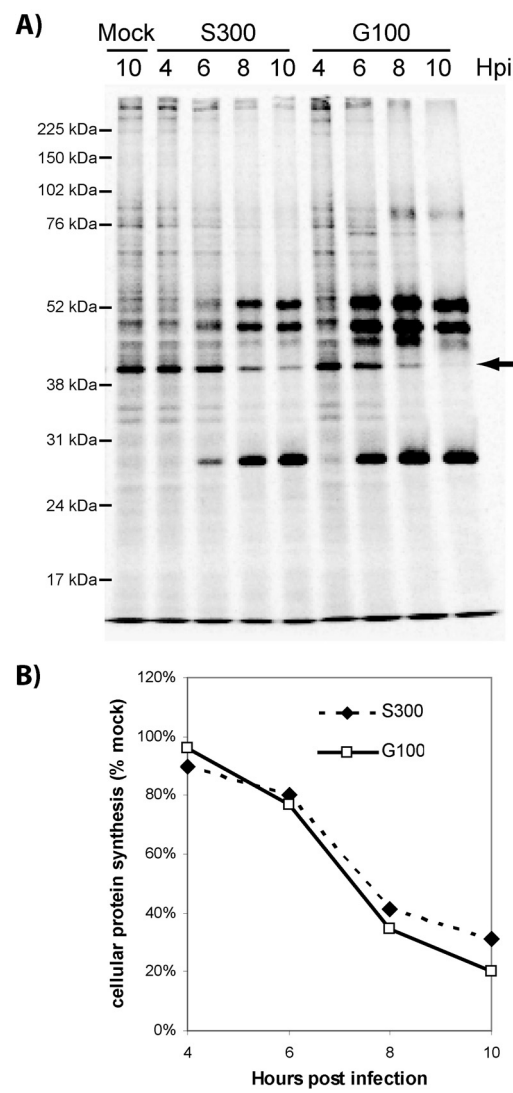 A)
Mock S300 G100
10 4 6 8 10 4 6 8 10 Hpi
225 kDa
150 kDa
102 kDa
76 kDa
52 kDa
38 kDa
31 kDa
24 kDa
17 kDa
B)
120%
100%
80%
60%
40%
20%
0%
cellular protein synthesis (% mock)
S300
G100
4 6 8 10
Hours post infection